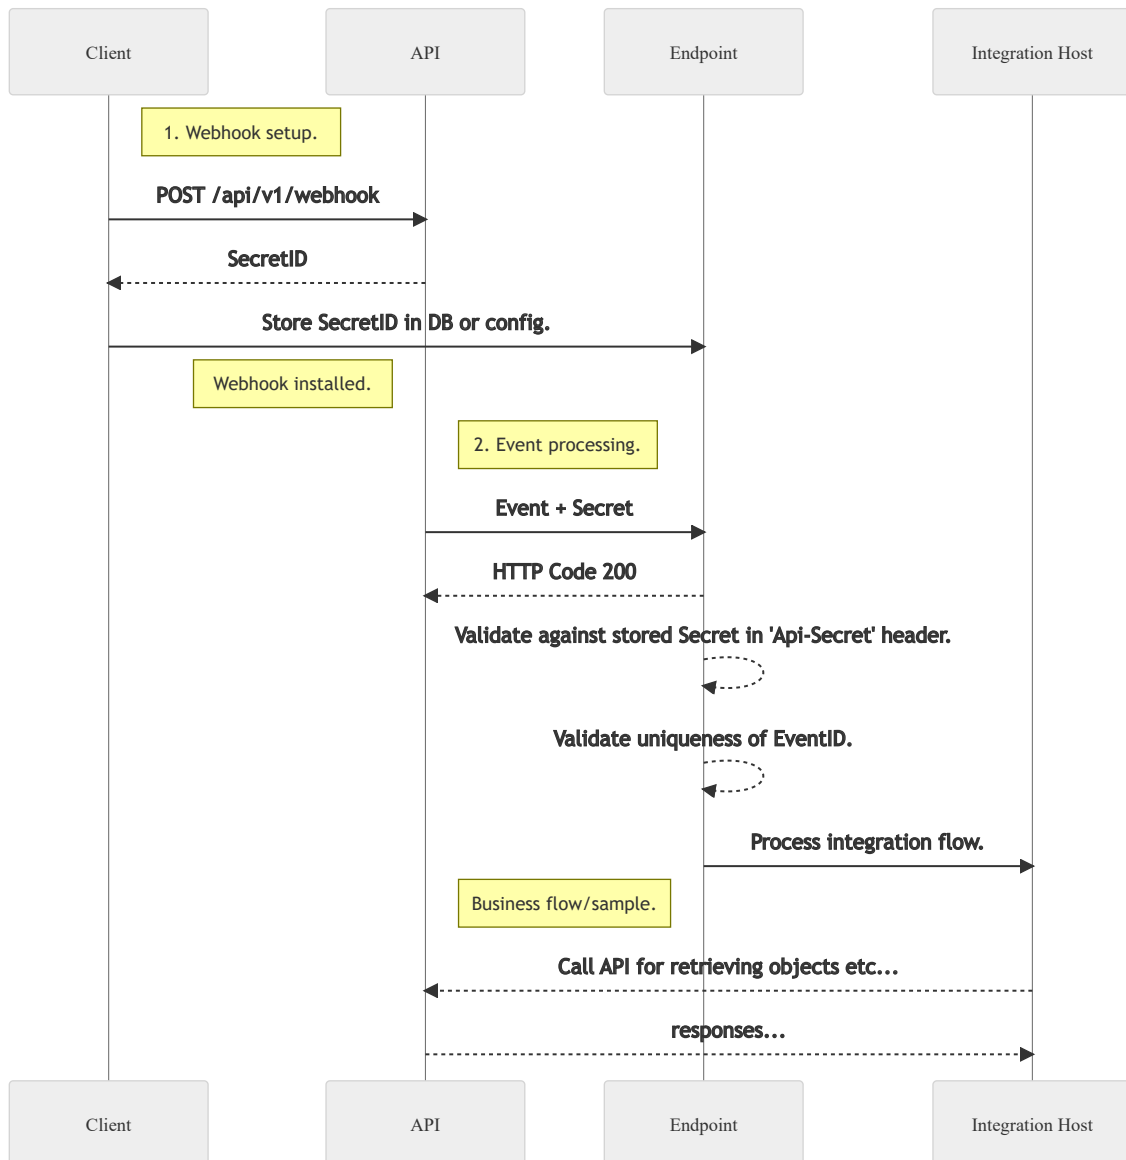 Client
API
Endpoint
Integration Host
1. Webhook setup.
POST /api/v1/webhook
SecretID
Store SecretID in DB or config.
Webhook installed.
2. Event processing.
Event + Secret
HTTP Code 200
Validate against stored Secret in 'Api-Secret' header.
Validate uniqueness of EventID.
Process integration flow.
Business flow/sample.
Call API for retrieving objects etc...
responses...
Client
API
Endpoint
Integration Host